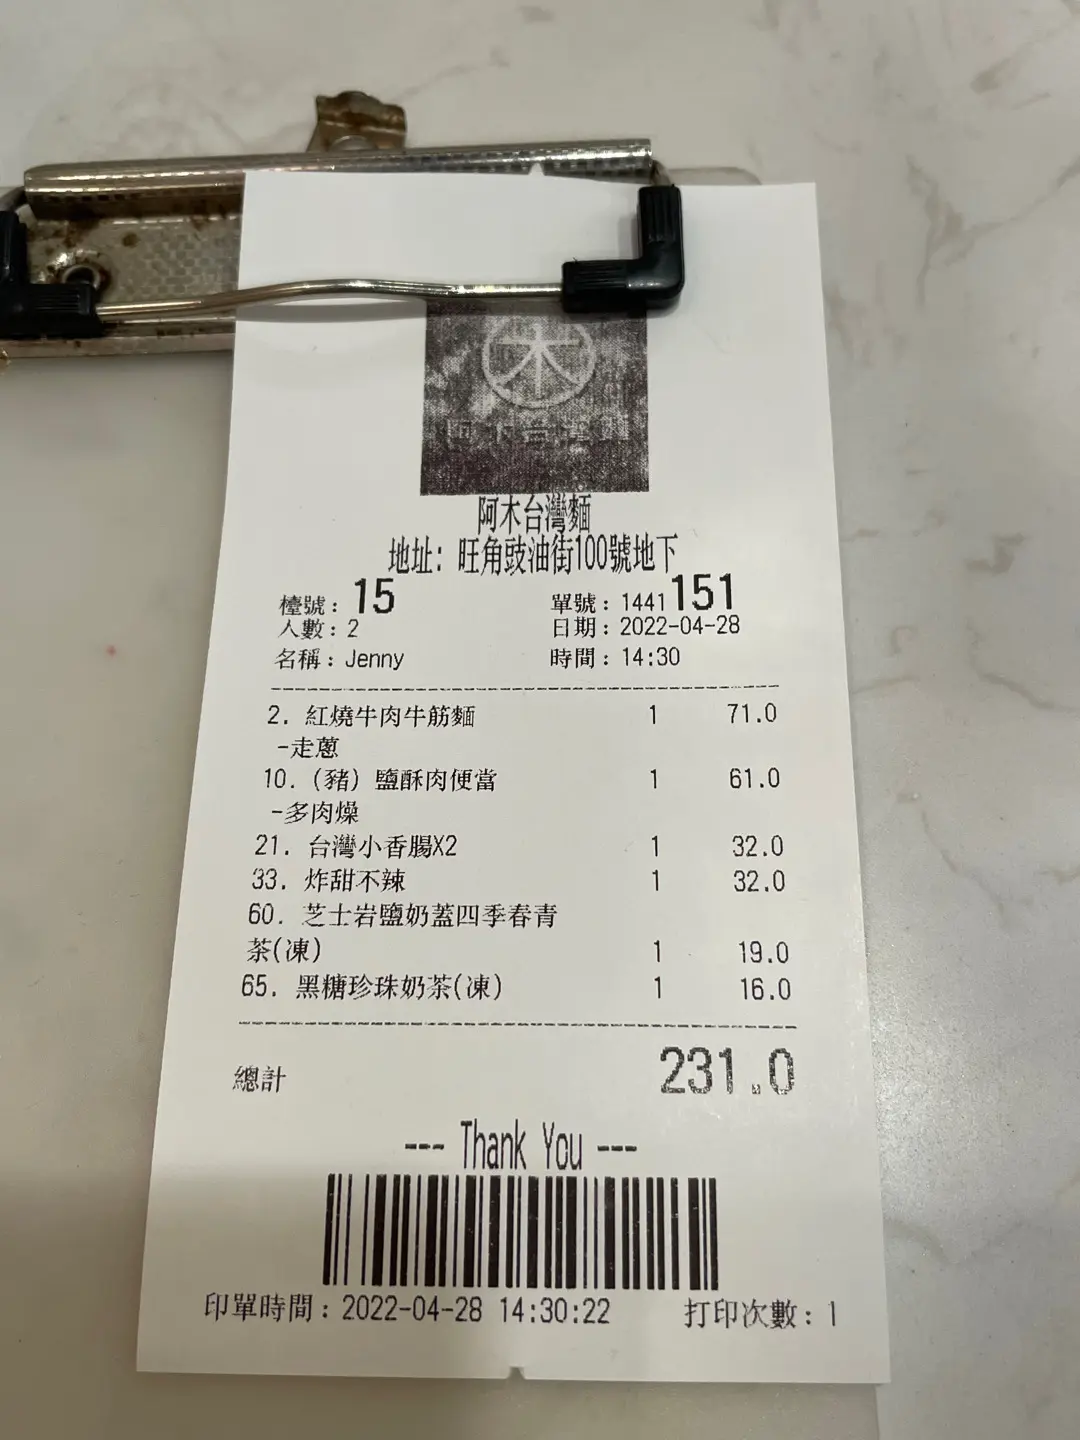 木
阿木台灣麵
阿木台灣麵
地址: 旺角豉油街100號地下
檯號: 15 單號: 1441151
人數: 2 日期: 2022-04-28
名稱: Jenny 時間: 14:30
2. 紅燒牛肉牛筋麵 1 71.0
-走蔥
10. (豬) 鹽酥肉便當 1 61.0
-多肉燥
21. 台灣小香腸X2 1 32.0
33. 炸甜不辣 1 32.0
60. 芝士岩鹽奶蓋四季春青
茶(凍) 1 19.0
65. 黑糖珍珠奶茶(凍) 1 16.0
總計 231.0
--- Thank You ---
印單時間: 2022-04-28 14:30:22 打印次數: 1